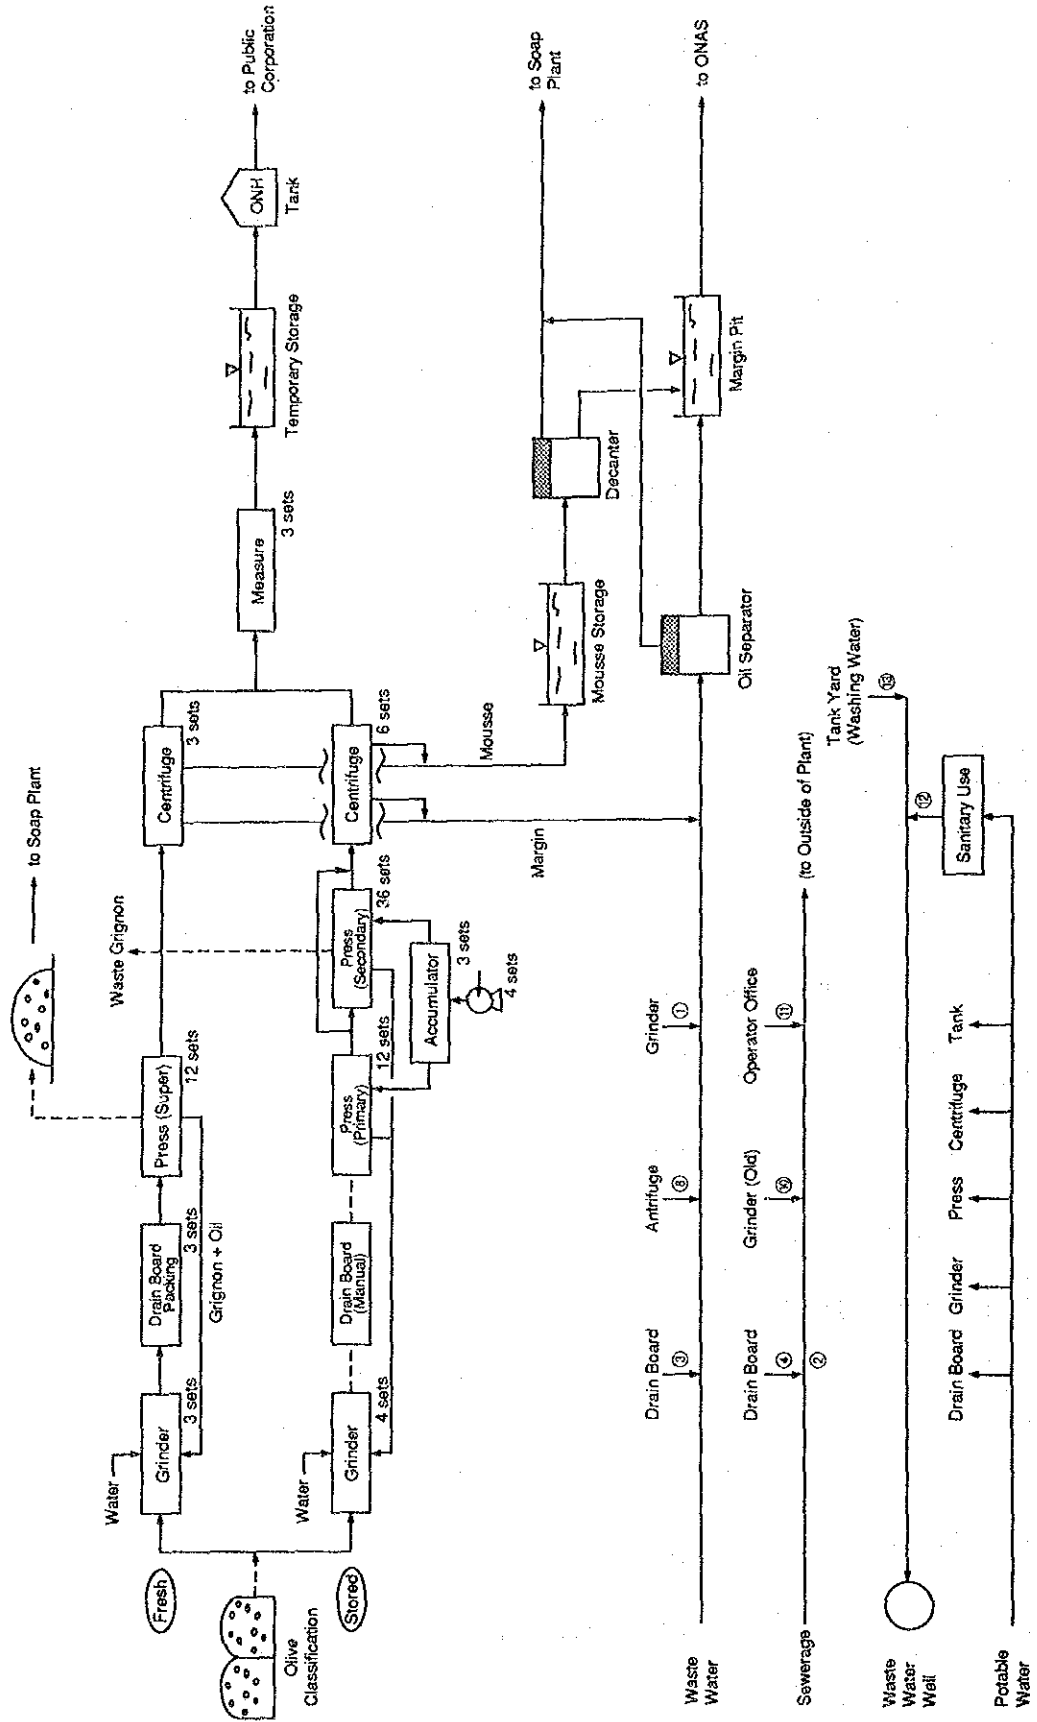 to Soap Plant
Waste Grignon
Fresh
Water
Grinder
3 sets
Drain Board
Packing
3 sets
Grignon + Oil
Press (Super)
12 sets
Centrifuge
3 sets
Measure
3 sets
Temporary Storage
ONH
Tank
to Public
Corporation
Olive
Classification
Stored
Water
Grinder
4 sets
Drain Board
(Manual)
Press
(Primary)
12 sets
Press
(Secondary)
36 sets
Accumulator
3 sets
4 sets
Centrifuge
6 sets
Mousse
Margin
Mousse Storage
Decanter
to Soap
Plant
Oil Separator
Margin Pit
to ONAS
Waste
Water
Drain Board
③
Antrifuge
⑧
Grinder
①
Sewerage
Drain Board
④
②
Grinder (Old)
⑩
Operator Office
⑪
(to Outside of Plant)
Tank Yard
(Washing Water)
⑬
Waste
Water
Well
⑫
Sanitary Use
Potable
Water
Drain Board
Grinder
Press
Centrifuge
Tank